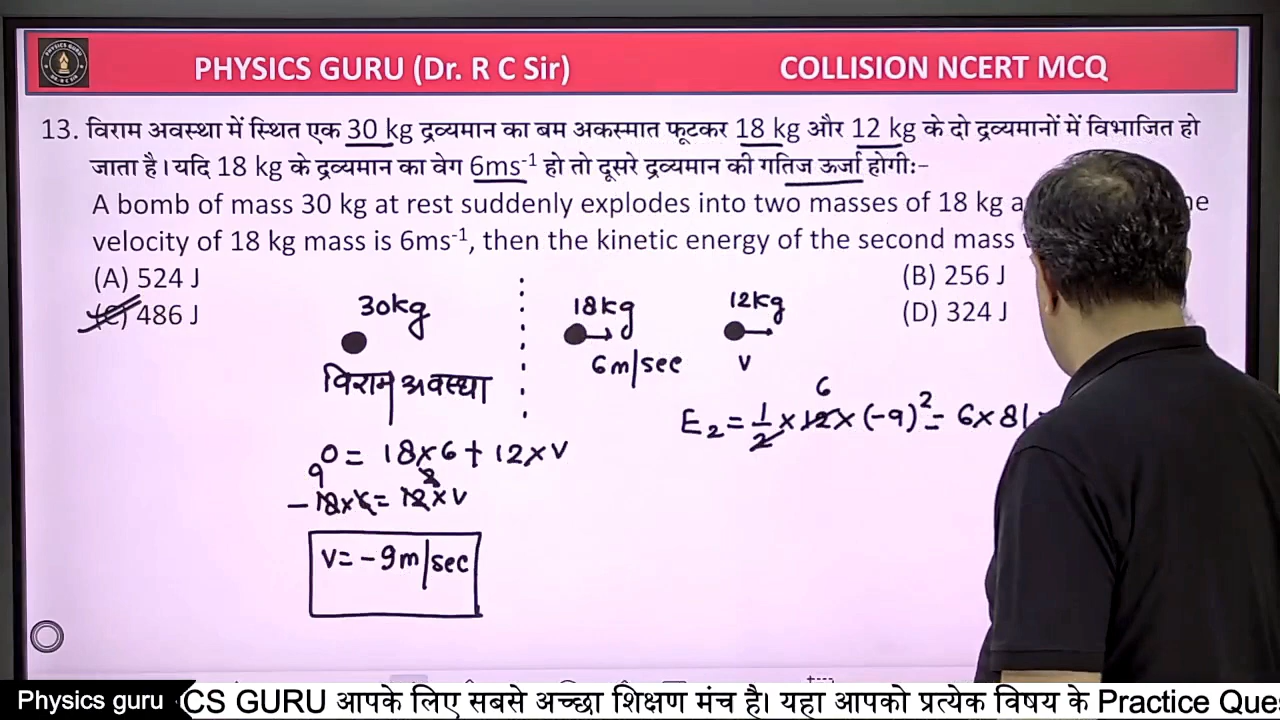 PHYSICS GURU (Dr. R C Sir)
COLLISION NCERT MCQ
13. विराम अवस्था में स्थित एक 30 kg द्रव्यमान का बम अकस्मात फूटकर 18 kg और 12 kg के दो द्रव्यमानों में विभाजित हो
जाता है। यदि 18 kg के द्रव्यमान का वेग 6ms⁻¹ हो तो दूसरे द्रव्यमान की गतिज ऊर्जा होगीः-
A bomb of mass 30 kg at rest suddenly explodes into two masses of 18 kg
velocity of 18 kg mass is 6ms⁻¹, then the kinetic energy of the second mass
(A) 524 J
(B) 256 J
(C) 486 J
(D) 324 J
30kg
18kg
12kg
6m/sec
v
विराम अवस्था
6
E₂ = 1/2 × 12 × (-9)² = 6 × 81
0 = 18×6 + 12×v
9
2
- 18×6 = 12×v
v = -9m/sec
Physics guru
CS GURU आपके लिए सबसे अच्छा शिक्षण मंच है। यहा आपको प्रत्येक विषय के Practice Ques